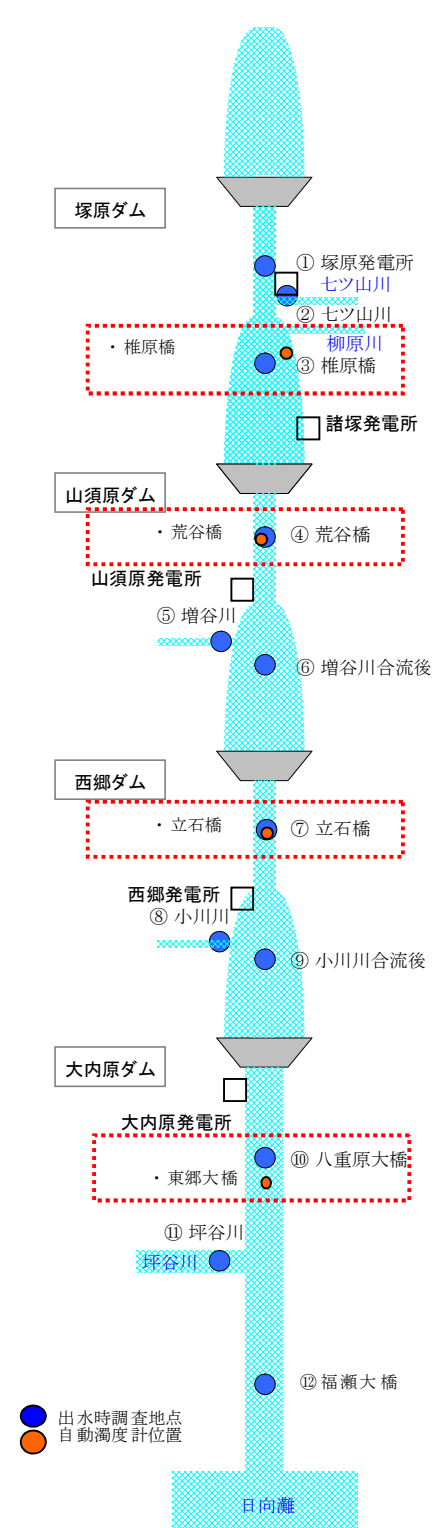 塚原ダム
① 塚原発電所
七ツ山川
② 七ツ山川
柳原川
・椎原橋
③ 椎原橋
諸塚発電所
山須原ダム
・荒谷橋
④ 荒谷橋
山須原発電所
⑤ 増谷川
⑥ 増谷川合流後
西郷ダム
・立石橋
⑦ 立石橋
西郷発電所
⑧ 小川川
⑨ 小川川合流後
大内原ダム
大内原発電所
⑩ 八重原大橋
・東郷大橋
⑪ 坪谷川
坪谷川
⑫ 福瀬大橋
出水時調査地点
自動濁度計位置
日向灘